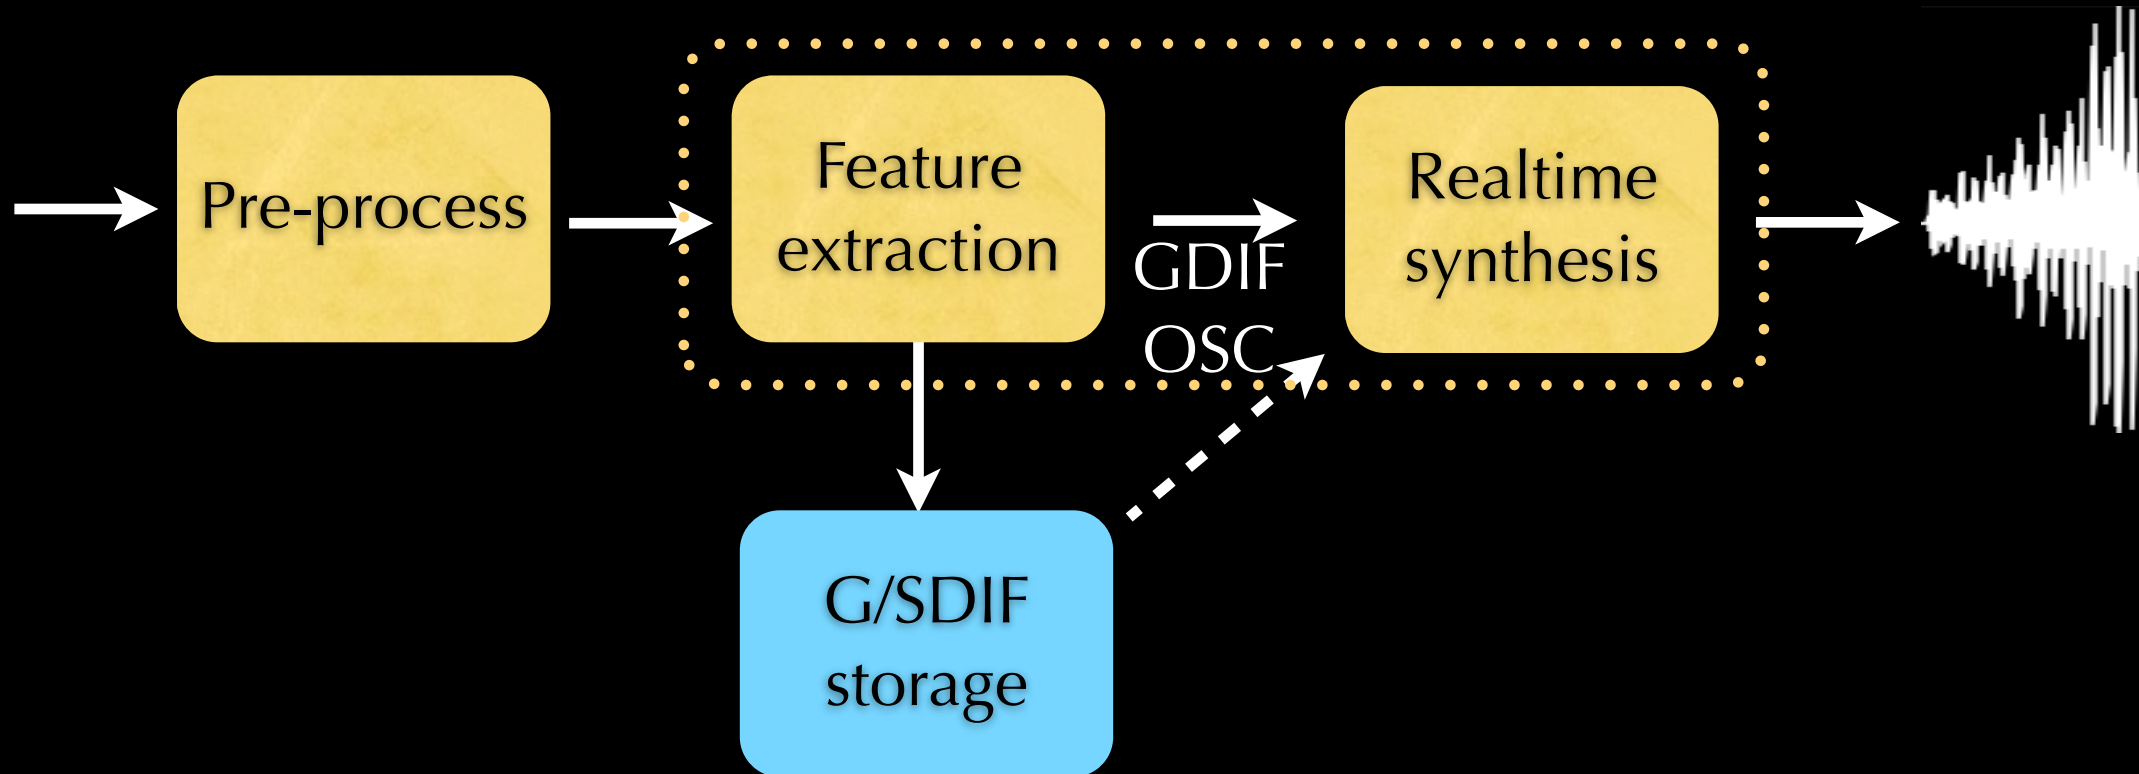 Pre-process
Feature
extraction
GDIF
OSC
Realtime
synthesis
G/SDIF
storage